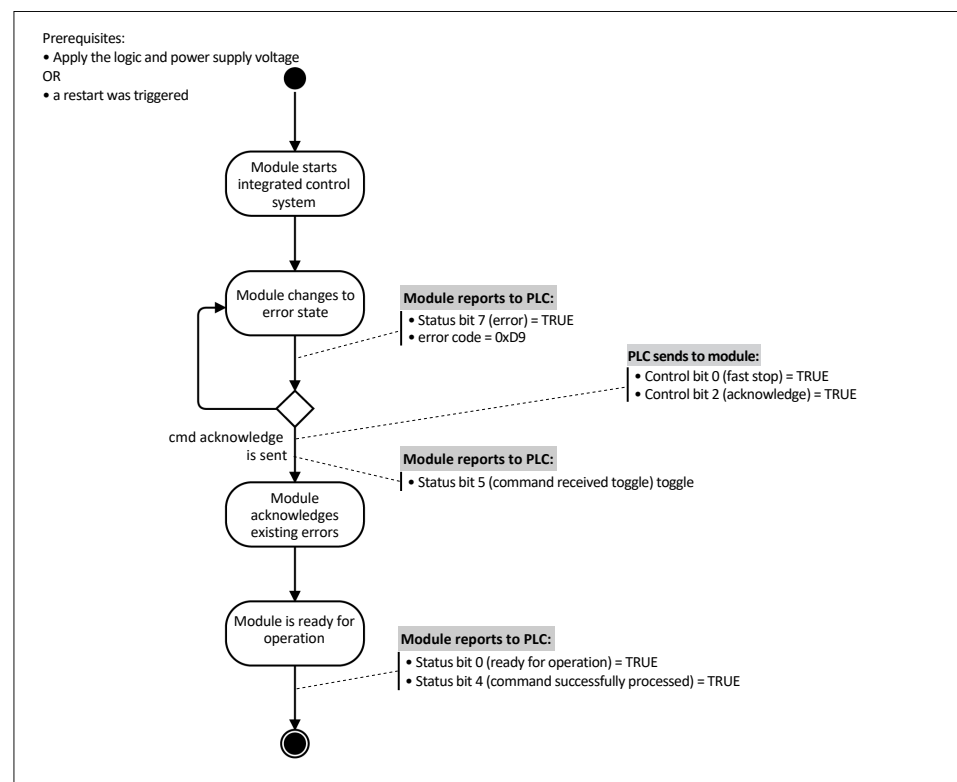 Prerequisites:
• Apply the logic and power supply voltage
OR
• a restart was triggered
Module starts
integrated control
system
Module changes to
error state
Module reports to PLC:
• Status bit 7 (error) = TRUE
• error code = 0xD9
PLC sends to module:
• Control bit 0 (fast stop) = TRUE
• Control bit 2 (acknowledge) = TRUE
cmd acknowledge
is sent
Module reports to PLC:
• Status bit 5 (command received toggle) toggle
Module
acknowledges
existing errors
Module is ready for
operation
Module reports to PLC:
• Status bit 0 (ready for operation) = TRUE
• Status bit 4 (command successfully processed) = TRUE